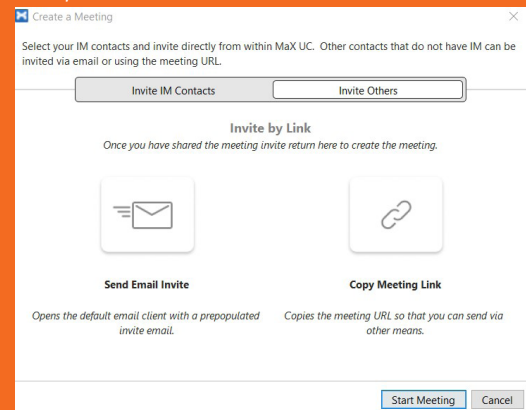 Create a Meeting
Select your IM contacts and invite directly from within MaX UC. Other contacts that do not have IM can be
invited via email or using the meeting URL.
Invite IM Contacts
Invite Others
Invite by Link
Once you have shared the meeting invite return here to create the meeting.
Send Email Invite
Copy Meeting Link
Opens the default email client with a prepopulated
invite email.
Copies the meeting URL so that you can send via
other means.
Start Meeting
Cancel